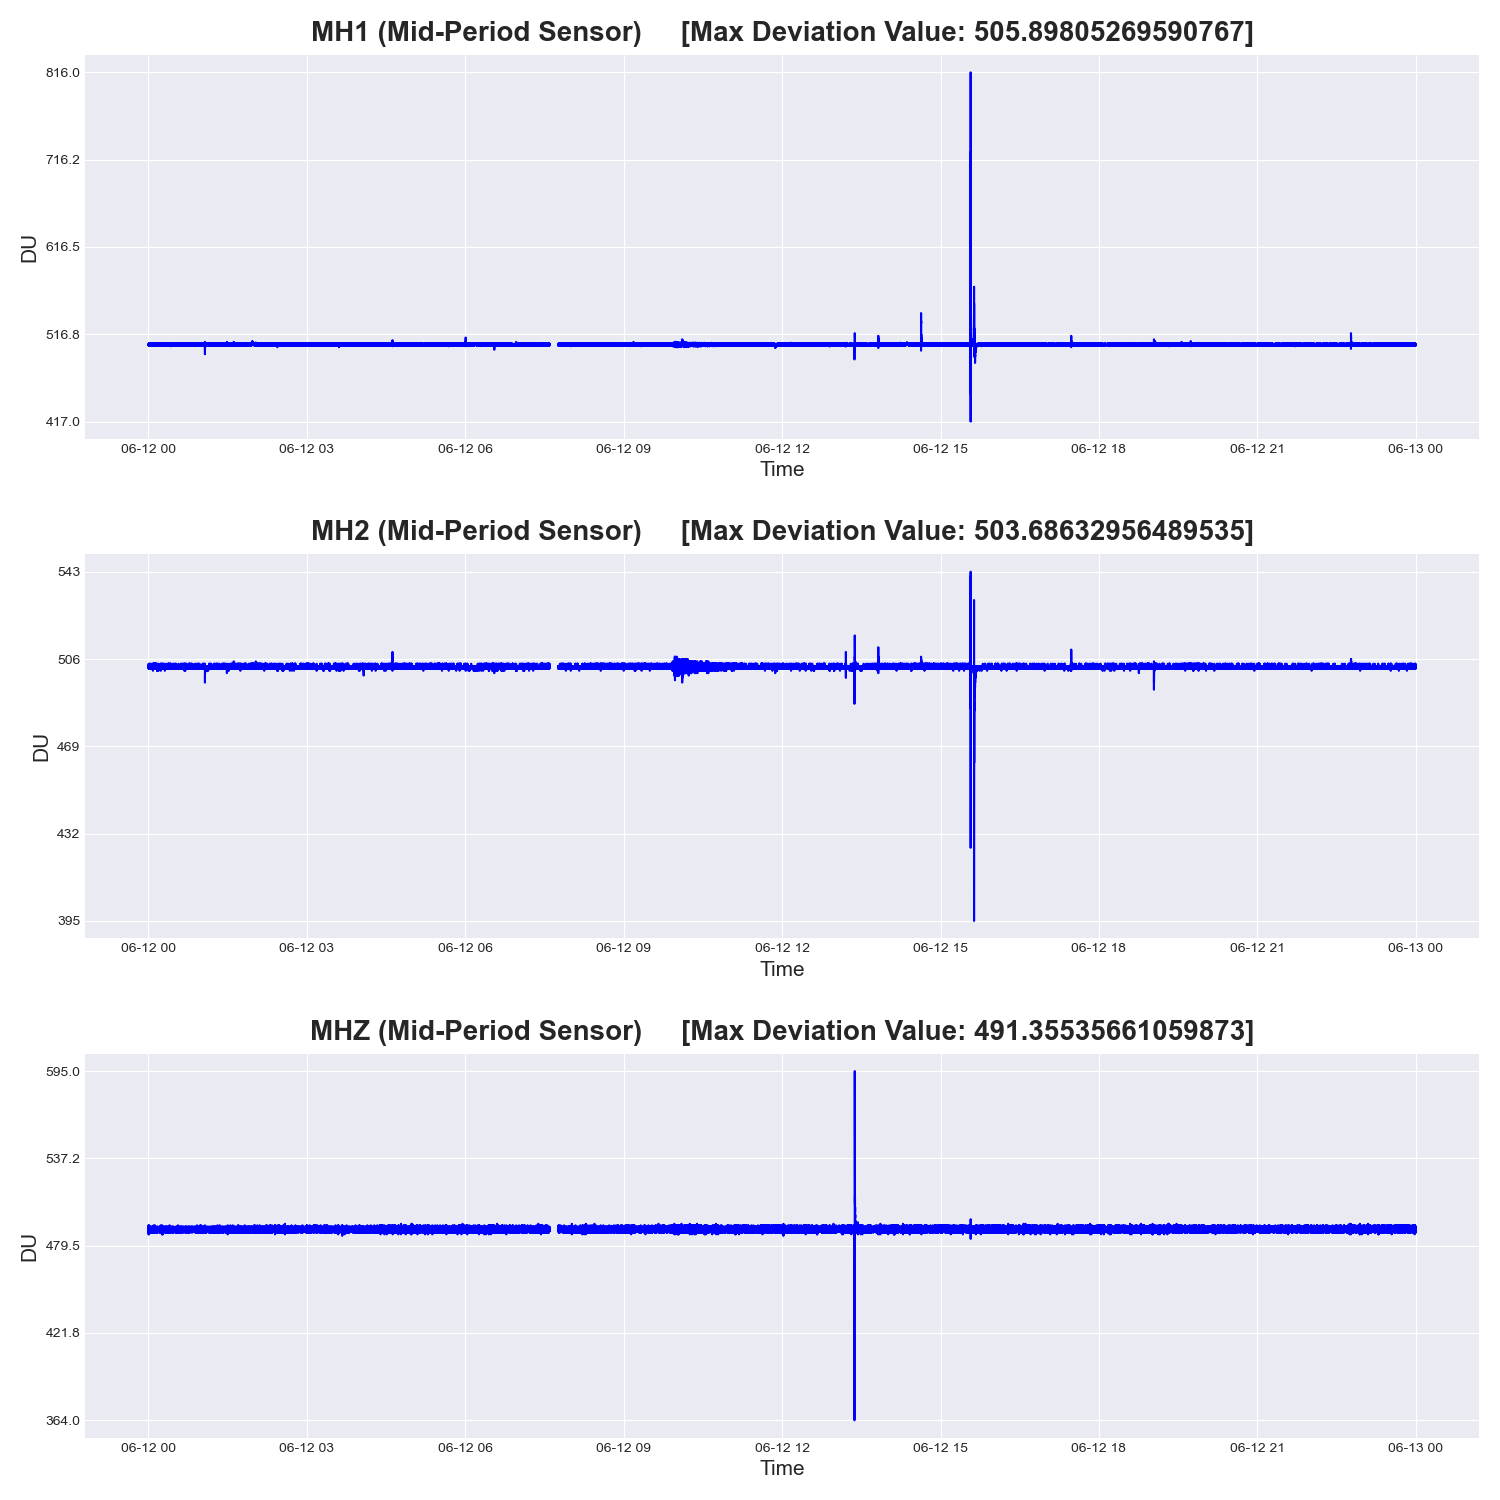 MH1 (Mid-Period Sensor) [Max Deviation Value: 505.89805269590767]
816.0
716.2
616.5
516.8
417.0
DU
06-12 00 06-12 03 06-12 06 06-12 09 06-12 12 06-12 15 06-12 18 06-12 21 06-13 00
Time
MH2 (Mid-Period Sensor) [Max Deviation Value: 503.68632956489535]
543
506
469
432
395
DU
06-12 00 06-12 03 06-12 06 06-12 09 06-12 12 06-12 15 06-12 18 06-12 21 06-13 00
Time
MHZ (Mid-Period Sensor) [Max Deviation Value: 491.35535661059873]
595.0
537.2
479.5
421.8
364.0
DU
06-12 00 06-12 03 06-12 06 06-12 09 06-12 12 06-12 15 06-12 18 06-12 21 06-13 00
Time